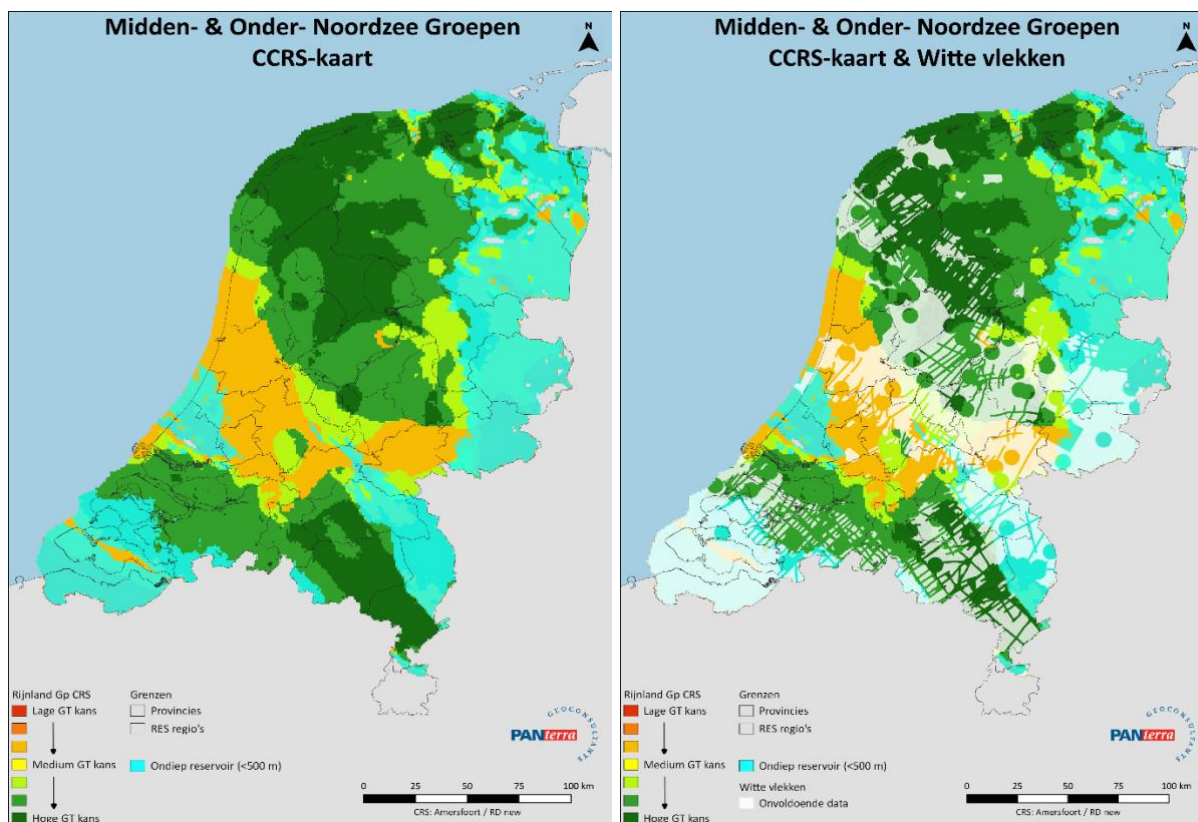 Midden- & Onder- Noordzee Groepen
CCRS-kaart
N
Rijnland Gp CRS
Lage GT kans
Medium GT kans
Hoge GT kans
Grenzen
Provincies
RES regio's
Ondiep reservoir (<500 m)
PANterra
GEOCONSULTANTS
0 25 50 75 100 km
CRS: Amersfoort / RD new
Midden- & Onder- Noordzee Groepen
CCRS-kaart & Witte vlekken
N
Rijnland Gp CRS
Lage GT kans
Medium GT kans
Hoge GT kans
Grenzen
Provincies
RES regio's
Ondiep reservoir (<500 m)
Witte vlekken
Onvoldoende data
PANterra
GEOCONSULTANTS
0 25 50 75 100 km
CRS: Amersfoort / RD new